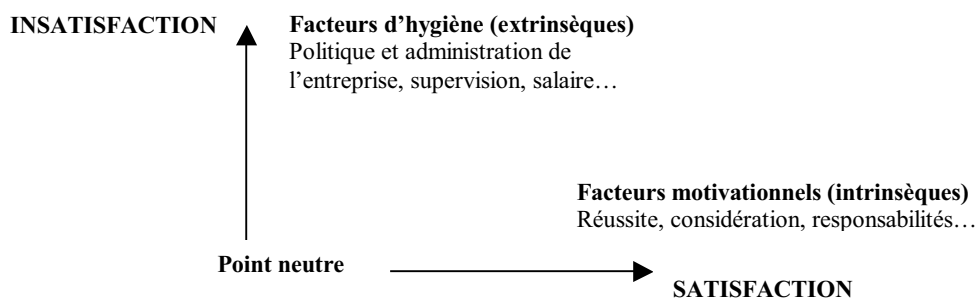 INSATISFACTION
Facteurs d’hygiène (extrinsèques)
Politique et administration de
l’entreprise, supervision, salaire…
Facteurs motivationnels (intrinsèques)
Réussite, considération, responsabilités…
Point neutre
SATISFACTION